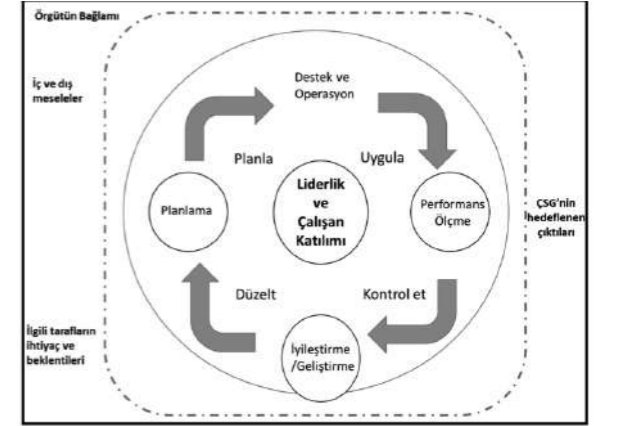 Örgütün Bağlamı
İç ve dış
meseleler
Destek ve
Operasyon
Planla
Uygula
Liderlik
ve
Çalışan
Katılımı
Planlama
Performans
Ölçme
ÇSG'nin
hedeflenen
çıktıları
Düzelt
Kontrol et
İlgili tarafların
ihtiyaç ve
beklentileri
İyileştirme
/Geliştirme